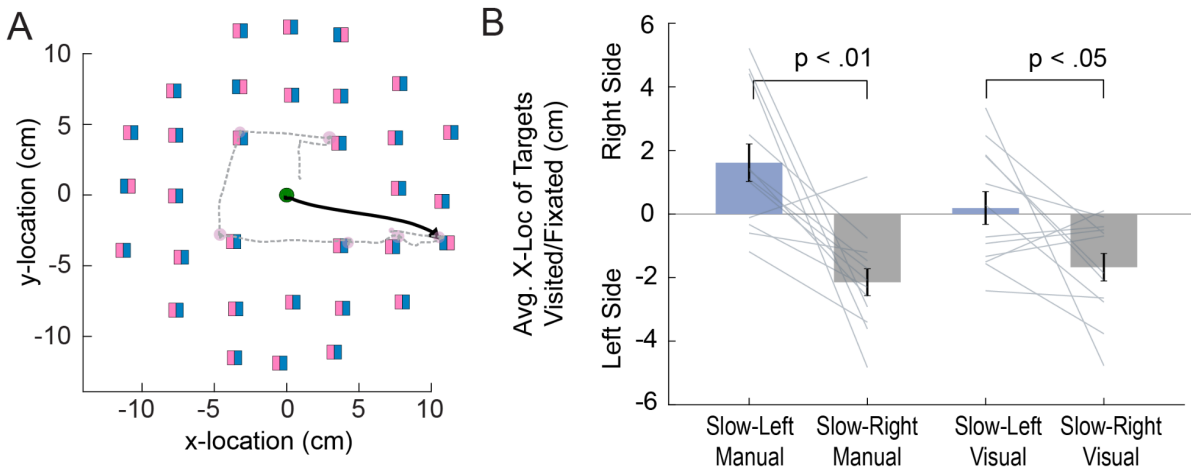 A
10
5
0
-5
-10
y-location (cm)
-10 -5 0 5 10
x-location (cm)
B
Avg. X-Loc of Targets
Visited/Fixated (cm)
Right Side
Left Side
6
4
2
0
-2
-4
-6
p < .01
p < .05
Slow-Left
Manual
Slow-Right
Manual
Slow-Left
Visual
Slow-Right
Visual